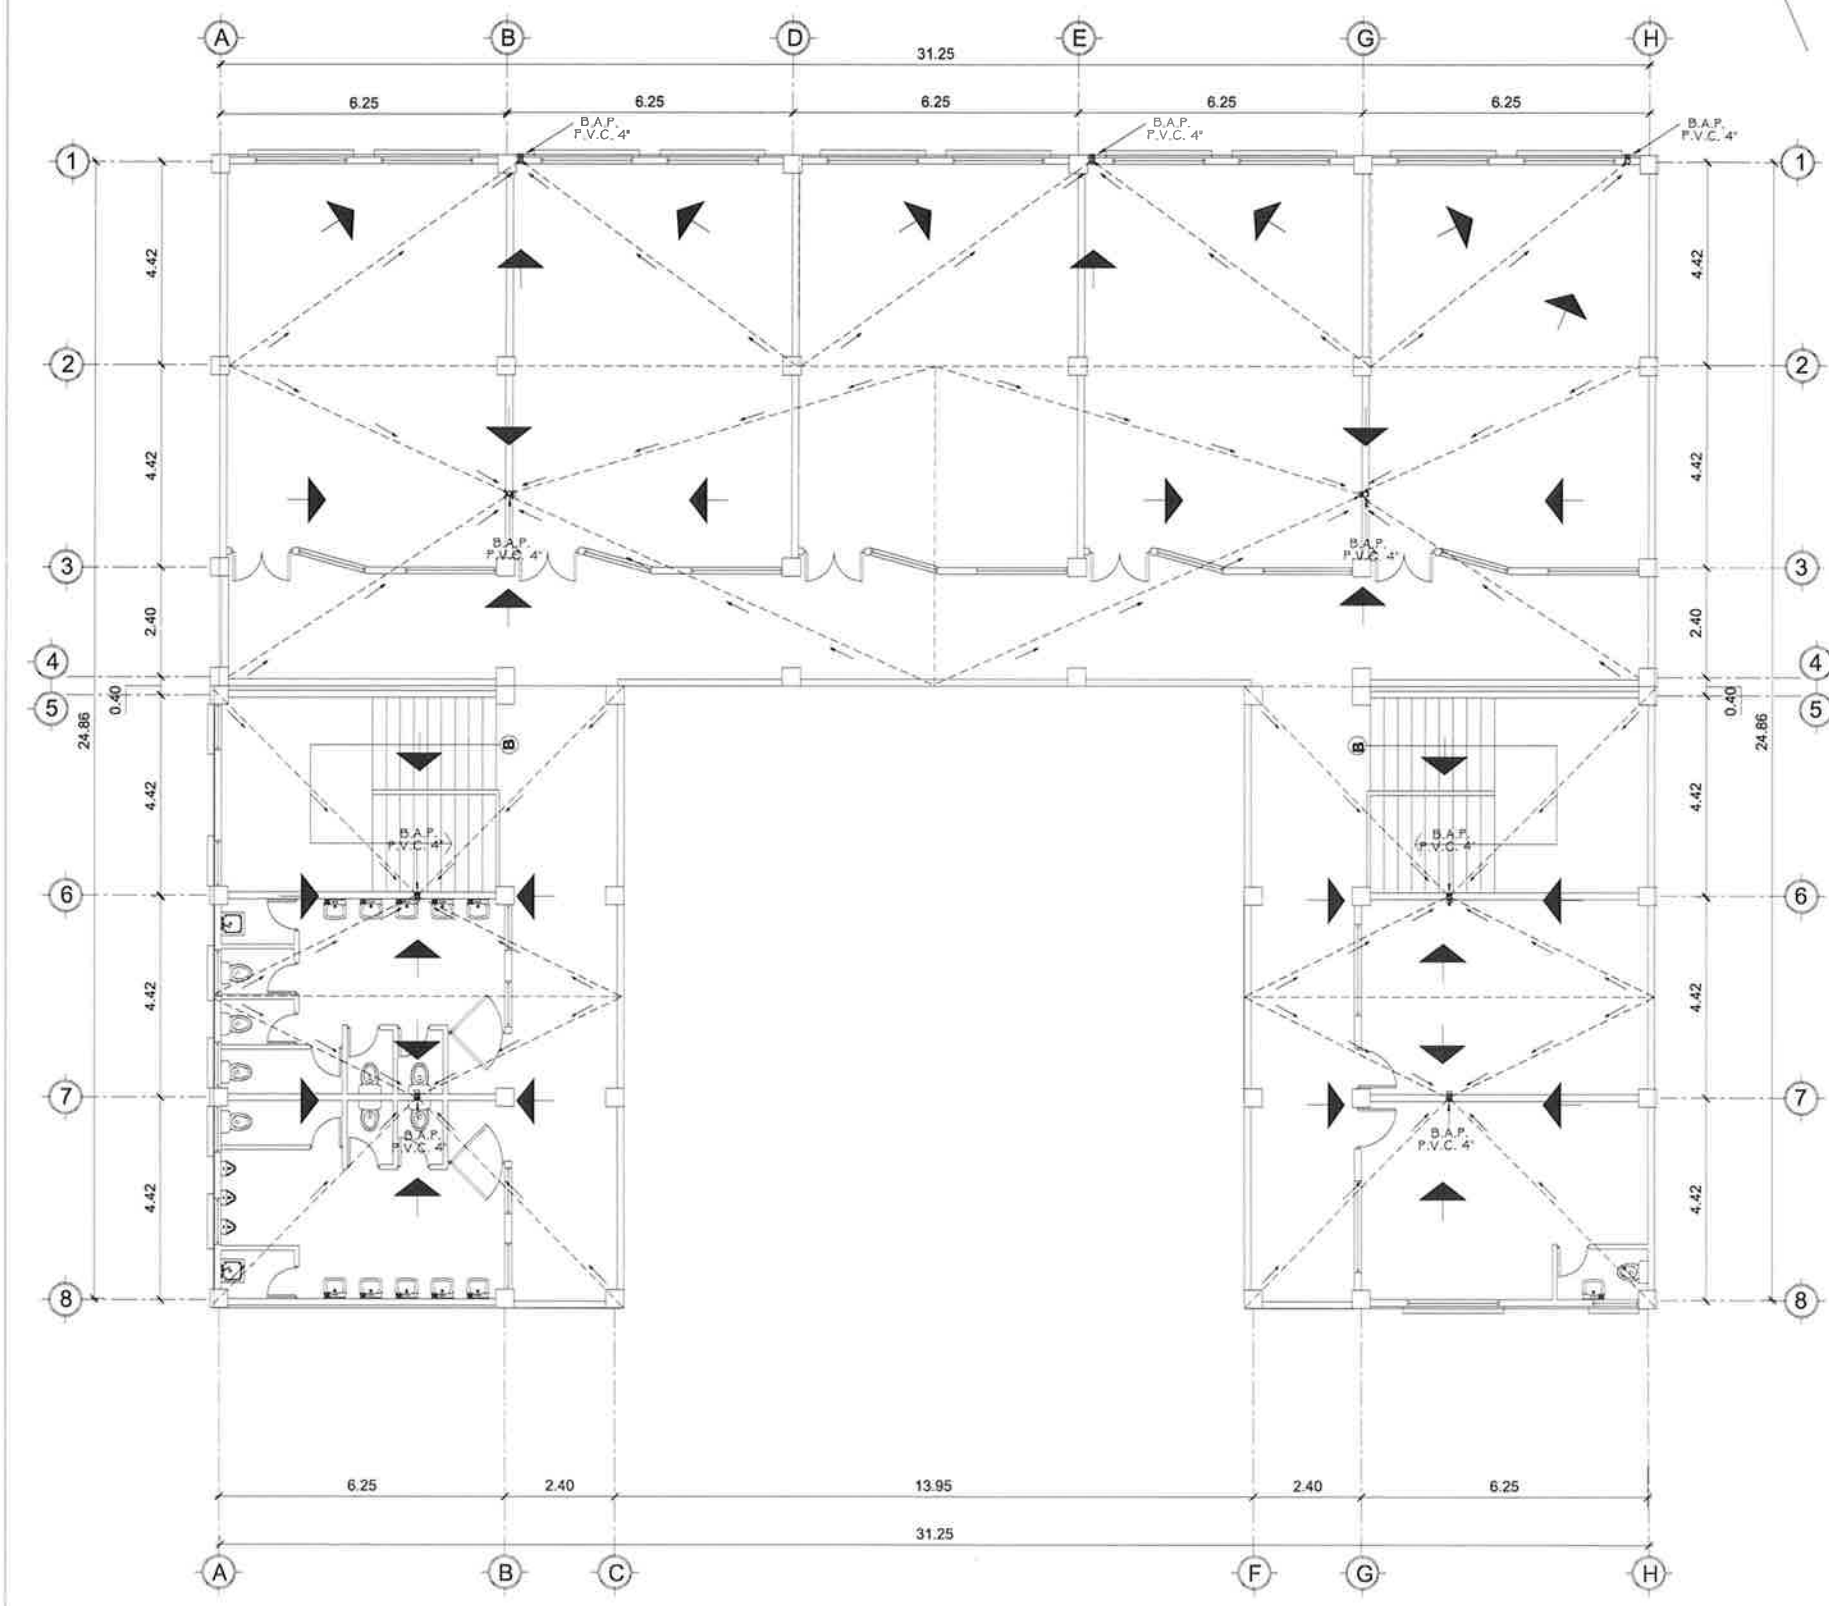 A B D E G H
31.25
6.25 6.25 6.25 6.25 6.25
B.A.P. B.A.P. B.A.P.
P.V.C. 4" P.V.C. 4" P.V.C. 4"
1 1
4.42 4.42
2 2
4.42 4.42
B.A.P. B.A.P.
P.V.C. 4" P.V.C. 4"
3 3
2.40 2.40
4 4
0.40 0.40
5 5
24.86 24.86
B B
4.42 4.42
B.A.P. B.A.P.
P.V.C. 4" P.V.C. 4"
6 6
4.42 4.42
7 7
B.A.P. B.A.P.
P.V.C. 4" P.V.C. 4"
4.42 4.42
8 8
6.25 2.40 13.95 2.40 6.25
31.25
A B C F G H